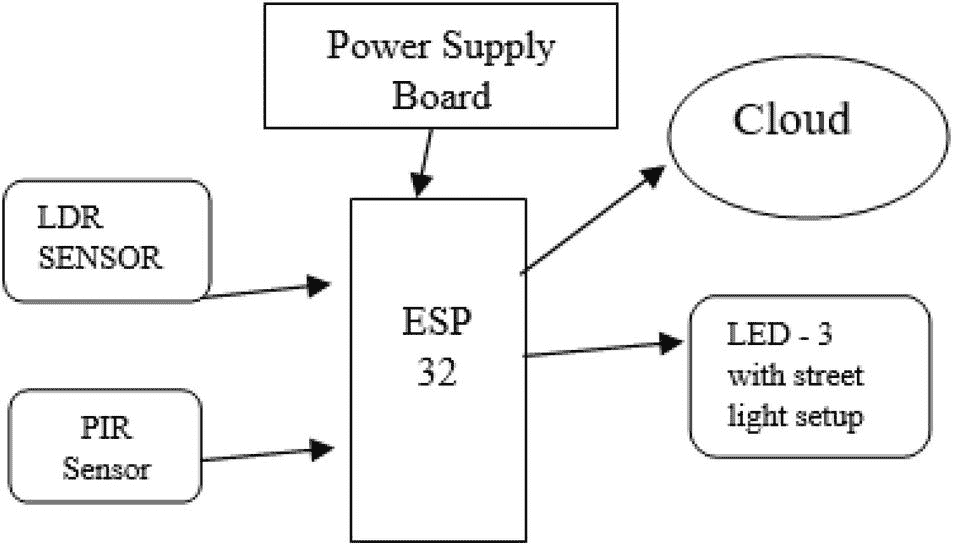 Power Supply
Board
Cloud
LDR
SENSOR
ESP
32
LED - 3
with street
light setup
PIR
Sensor